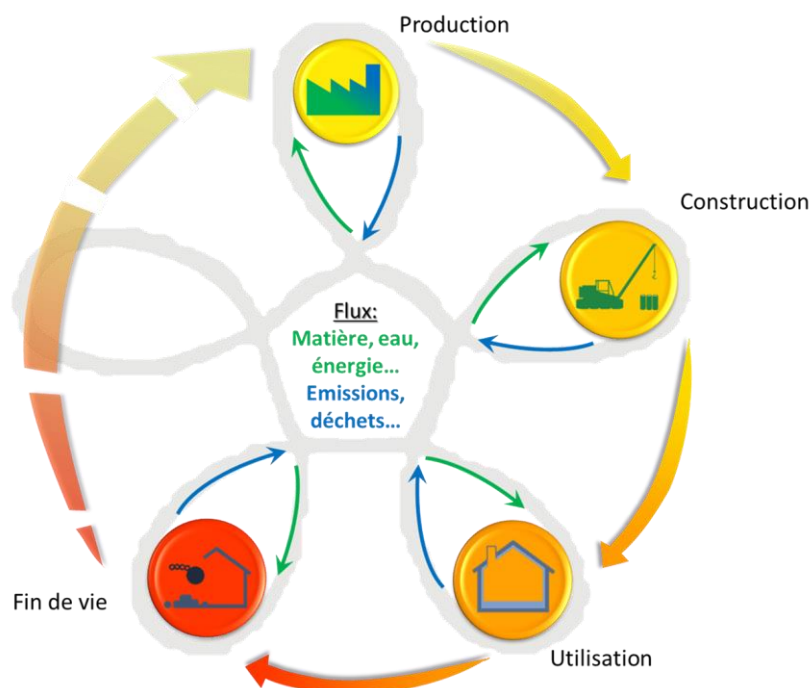 Production
Construction
Flux:
Matière, eau,
énergie...
Emissions,
déchets...
Fin de vie
Utilisation